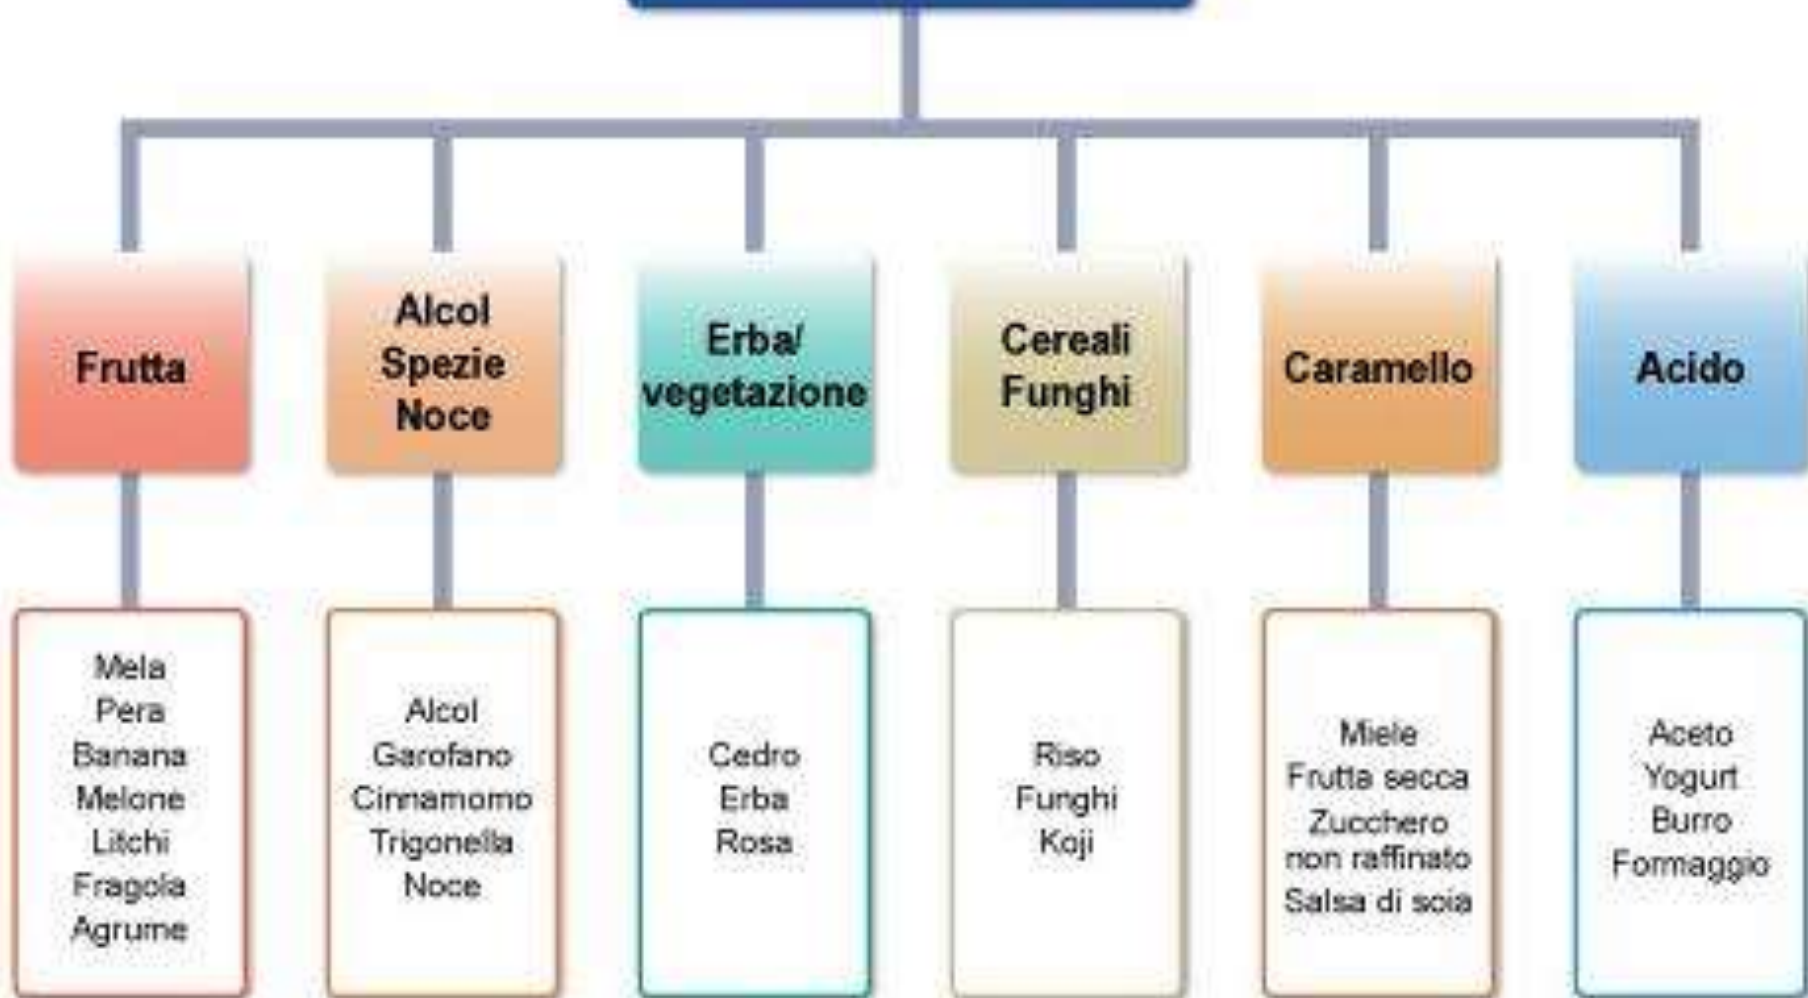 Frutta
Alcol
Spezie
Noce
Erba/
vegetazione
Cereali
Funghi
Caramello
Acido
Mela
Pera
Banana
Melone
Litchi
Fragola
Agrume
Alcol
Garofano
Cinnamomo
Trigonella
Noce
Cedro
Erba
Rosa
Riso
Funghi
Koji
Miele
Frutta secca
Zucchero
non raffinato
Salsa di soia
Aceto
Yogurt
Burro
Formaggio